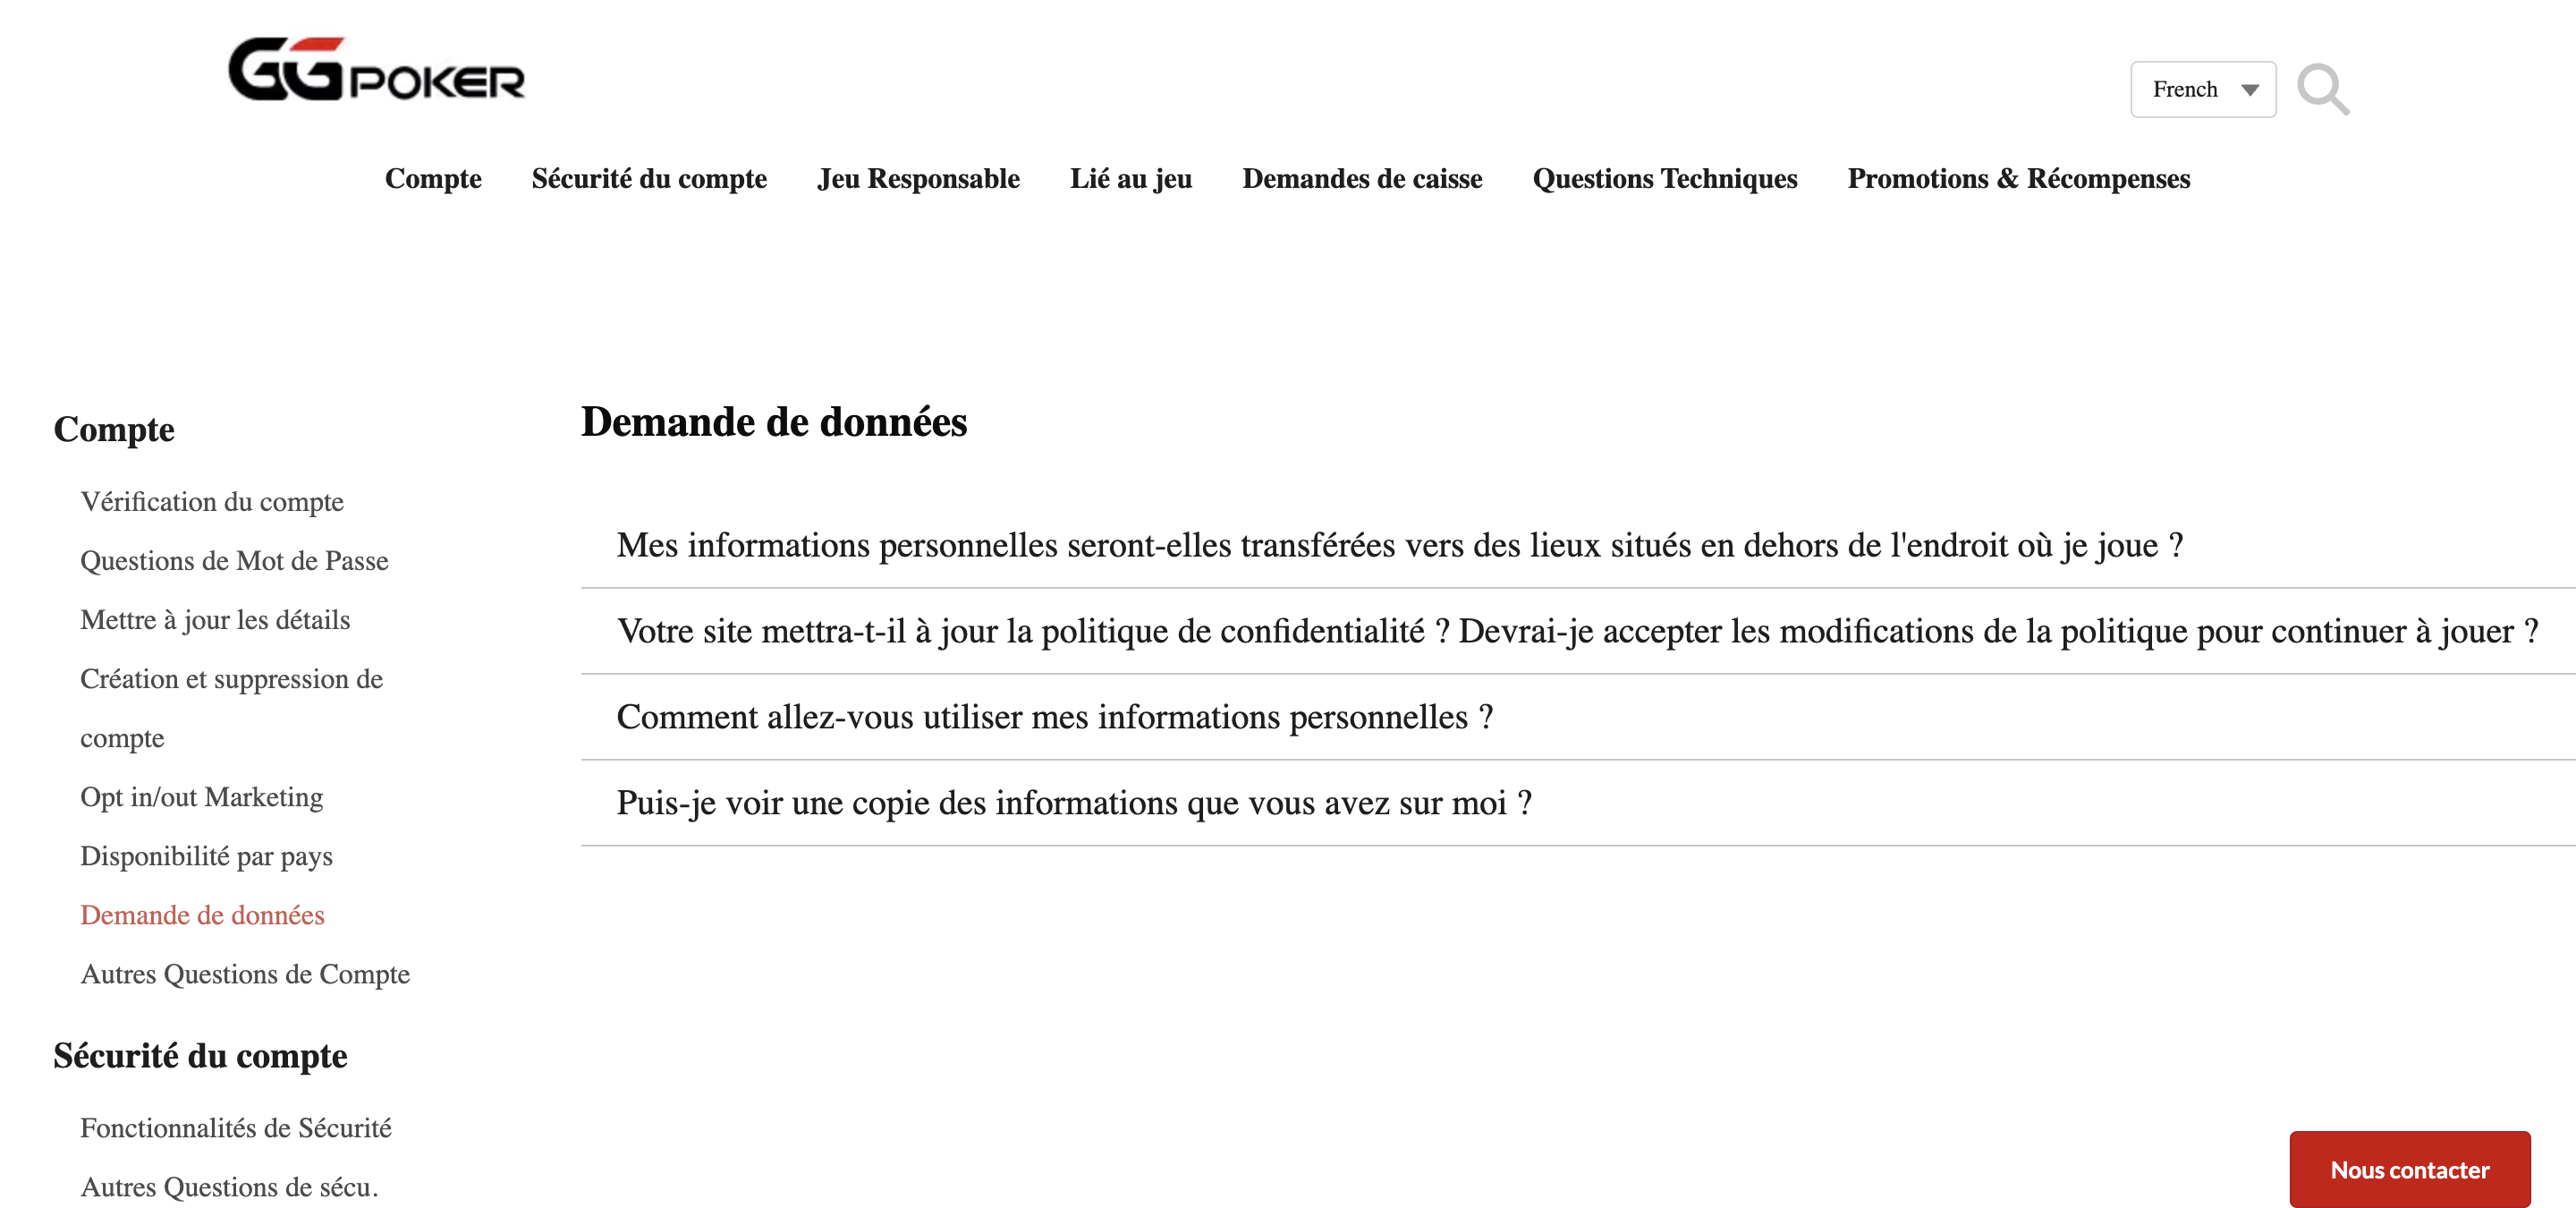 GGPOKER
French
Compte Sécurité du compte Jeu Responsable Lié au jeu Demandes de caisse Questions Techniques Promotions & Récompenses
Compte
Vérification du compte
Questions de Mot de Passe
Mettre à jour les détails
Création et suppression de
compte
Opt in/out Marketing
Disponibilité par pays
Demande de données
Autres Questions de Compte
Sécurité du compte
Fonctionnalités de Sécurité
Autres Questions de sécu.
Demande de données
Mes informations personnelles seront-elles transférées vers des lieux situés en dehors de l'endroit où je joue ?
Votre site mettra-t-il à jour la politique de confidentialité ? Devrai-je accepter les modifications de la politique pour continuer à jouer ?
Comment allez-vous utiliser mes informations personnelles ?
Puis-je voir une copie des informations que vous avez sur moi ?
Nous contacter